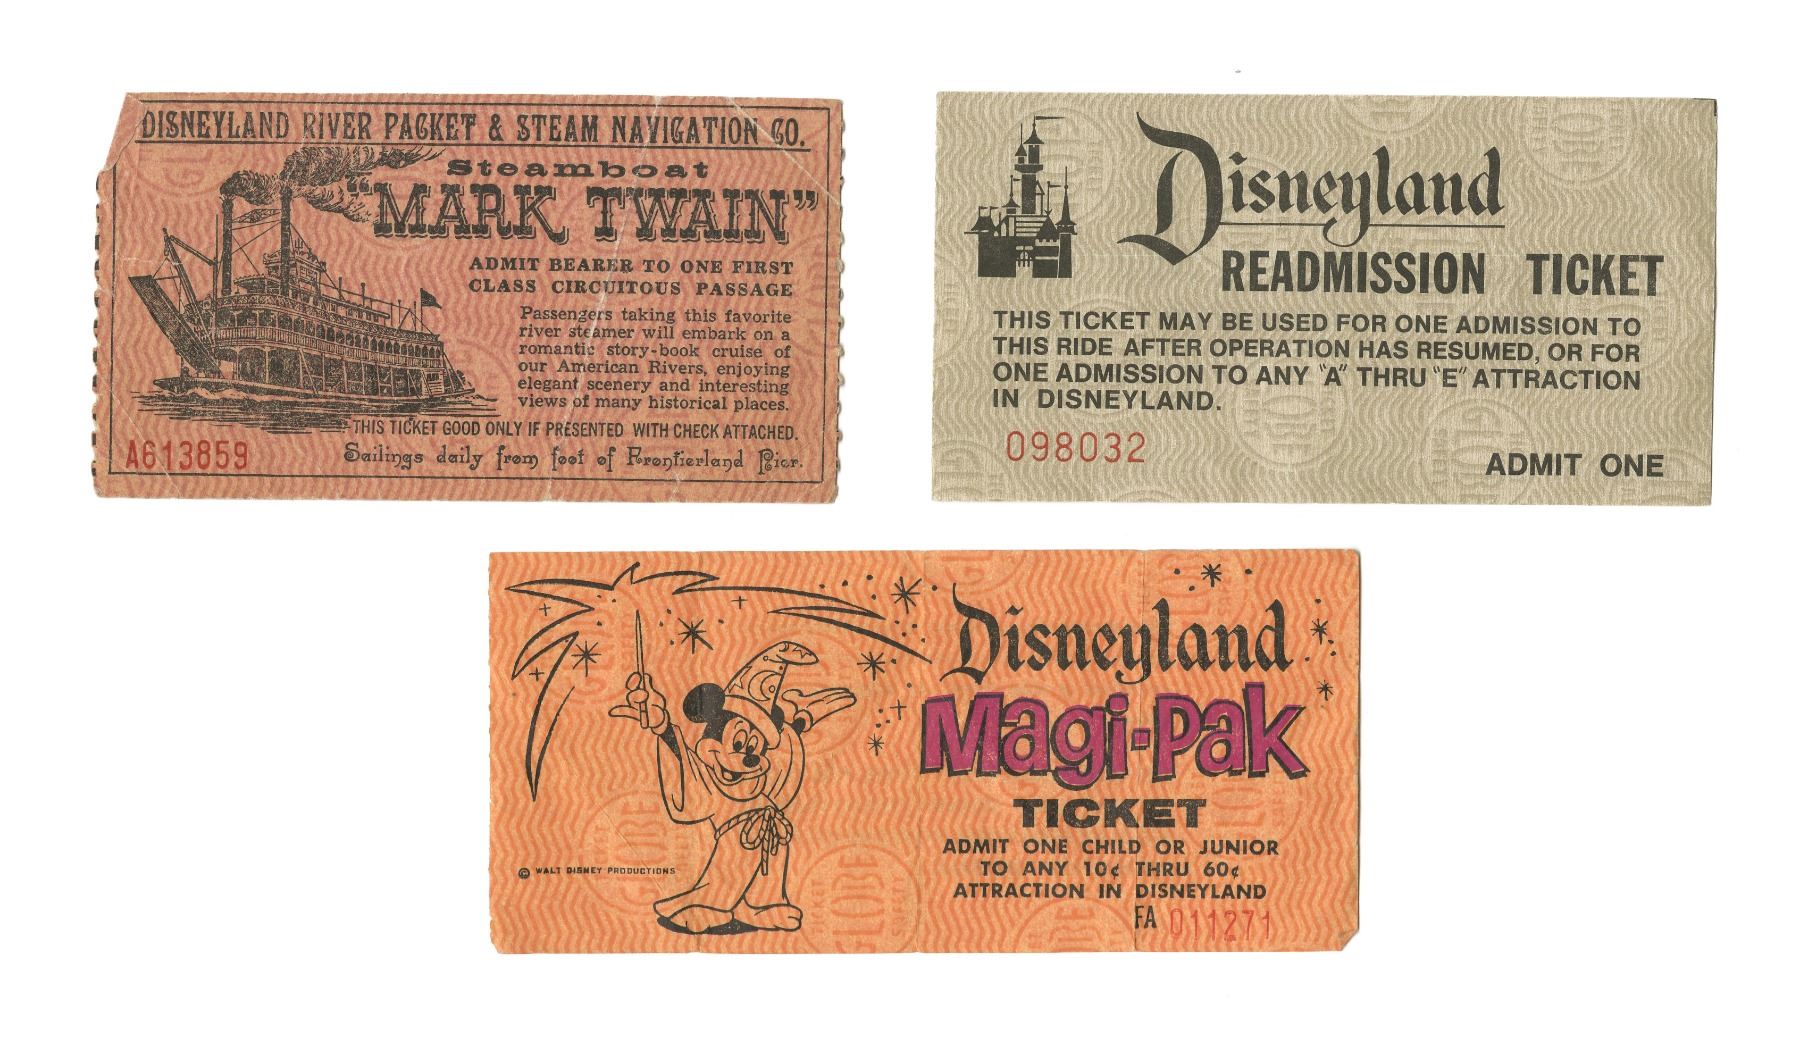 DISNEYLAND RIVER PACKET & STEAM NAVIGATION CO.
Steamboat
"MARK TWAIN"
ADMIT BEARER TO ONE FIRST
CLASS CIRCUITOUS PASSAGE
Passengers taking this favorite
river steamer will embark on a
romantic story-book cruise of
our American Rivers, enjoying
elegant scenery and interesting
views of many historical places.
THIS TICKET GOOD ONLY IF PRESENTED WITH CHECK ATTACHED.
A613859
Sailings daily from foot of Frontierland Pier.
Disneyland
READMISSION TICKET
THIS TICKET MAY BE USED FOR ONE ADMISSION TO
THIS RIDE AFTER OPERATION HAS RESUMED, OR FOR
ONE ADMISSION TO ANY "A" THRU "E" ATTRACTION
IN DISNEYLAND.
098032
ADMIT ONE
Disneyland
Magi-Pak
TICKET
ADMIT ONE CHILD OR JUNIOR
TO ANY 10¢ THRU 60¢
ATTRACTION IN DISNEYLAND
© WALT DISNEY PRODUCTIONS
FA 011271
GLOBE